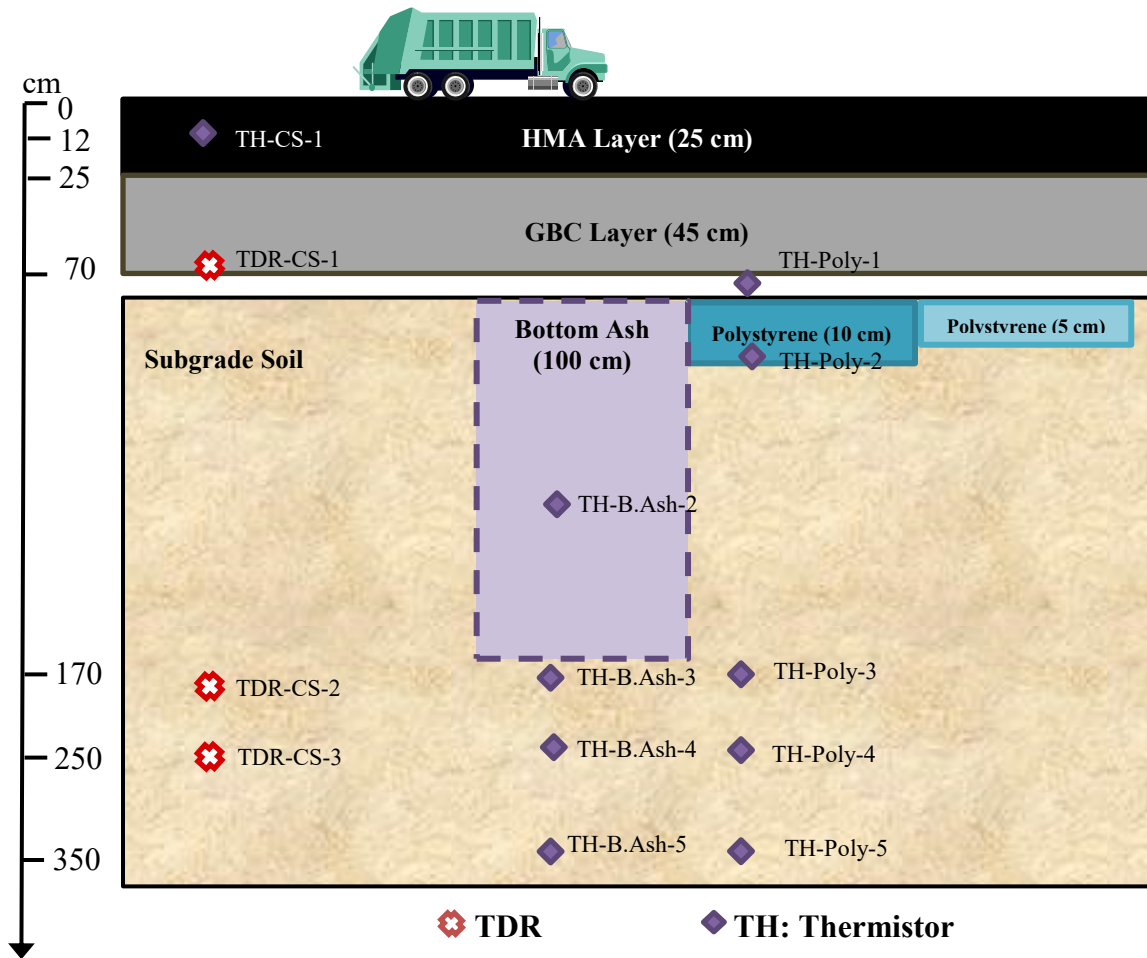 cm
0
12
25
70
170
250
350
TH-CS-1
HMA Layer (25 cm)
GBC Layer (45 cm)
TDR-CS-1
TH-Poly-1
Subgrade Soil
Bottom Ash
(100 cm)
Polystyrene (10 cm)
Polystyrene (5 cm)
TH-Poly-2
TH-B.Ash-2
TH-B.Ash-3
TH-Poly-3
TDR-CS-2
TH-B.Ash-4
TH-Poly-4
TDR-CS-3
TH-B.Ash-5
TH-Poly-5
TDR
TH: Thermistor